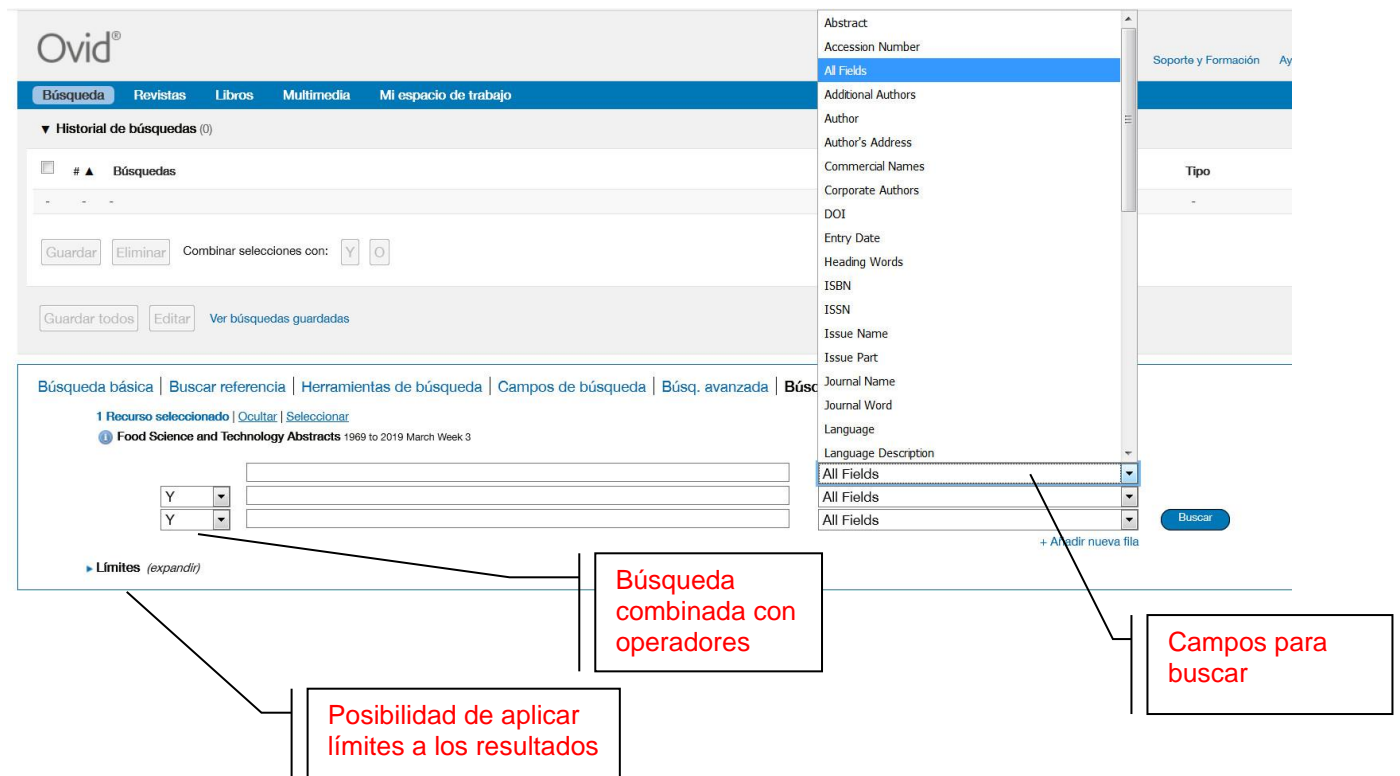 Ovid®
Soporte y Formación Ay
Búsqueda Revistas Libros Multimedia Mi espacio de trabajo
▼ Historial de búsquedas (0)
# ▲ Búsquedas Tipo
- - - -
Guardar Eliminar Combinar selecciones con: Y O
Guardar todos Editar Ver búsquedas guardadas
Abstract
Accession Number
All Fields
Additional Authors
Author
Author's Address
Commercial Names
Corporate Authors
DOI
Entry Date
Heading Words
ISBN
ISSN
Issue Name
Issue Part
Journal Name
Journal Word
Language
Language Description
Búsqueda básica | Buscar referencia | Herramientas de búsqueda | Campos de búsqueda | Búsq. avanzada | Búsq
1 Recurso seleccionado | Ocultar | Seleccionar
Food Science and Technology Abstracts 1969 to 2019 March Week 3
All Fields
Y All Fields
Y All Fields Buscar
+ Añadir nueva fila
▸ Límites (expandir)
Búsqueda
combinada con
operadores
Campos para
buscar
Posibilidad de aplicar
límites a los resultados